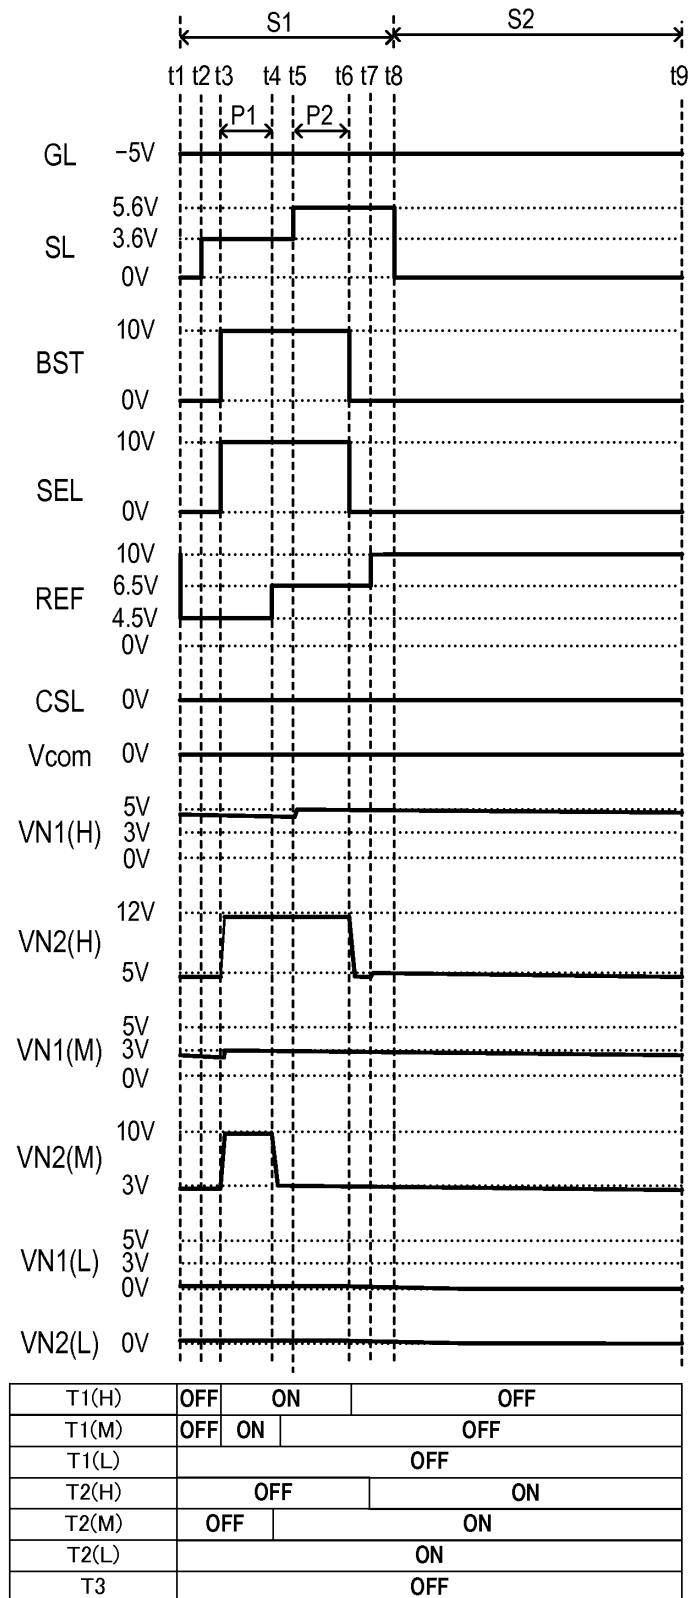 S1 S2
t1 t2 t3 t4 t5 t6 t7 t8 t9
P1 P2
GL −5V
5.6V
3.6V
SL
0V
10V
BST
0V
10V
SEL
0V
10V
6.5V
REF
4.5V
0V
CSL 0V
Vcom 0V
5V
VN1(H) 3V
0V
12V
VN2(H)
5V
5V
VN1(M) 3V
0V
10V
VN2(M)
3V
5V
VN1(L) 3V
0V
VN2(L) 0V
T1(H) OFF ON OFF
T1(M) OFF ON OFF
T1(L) OFF
T2(H) OFF ON
T2(M) OFF ON
T2(L) ON
T3 OFF